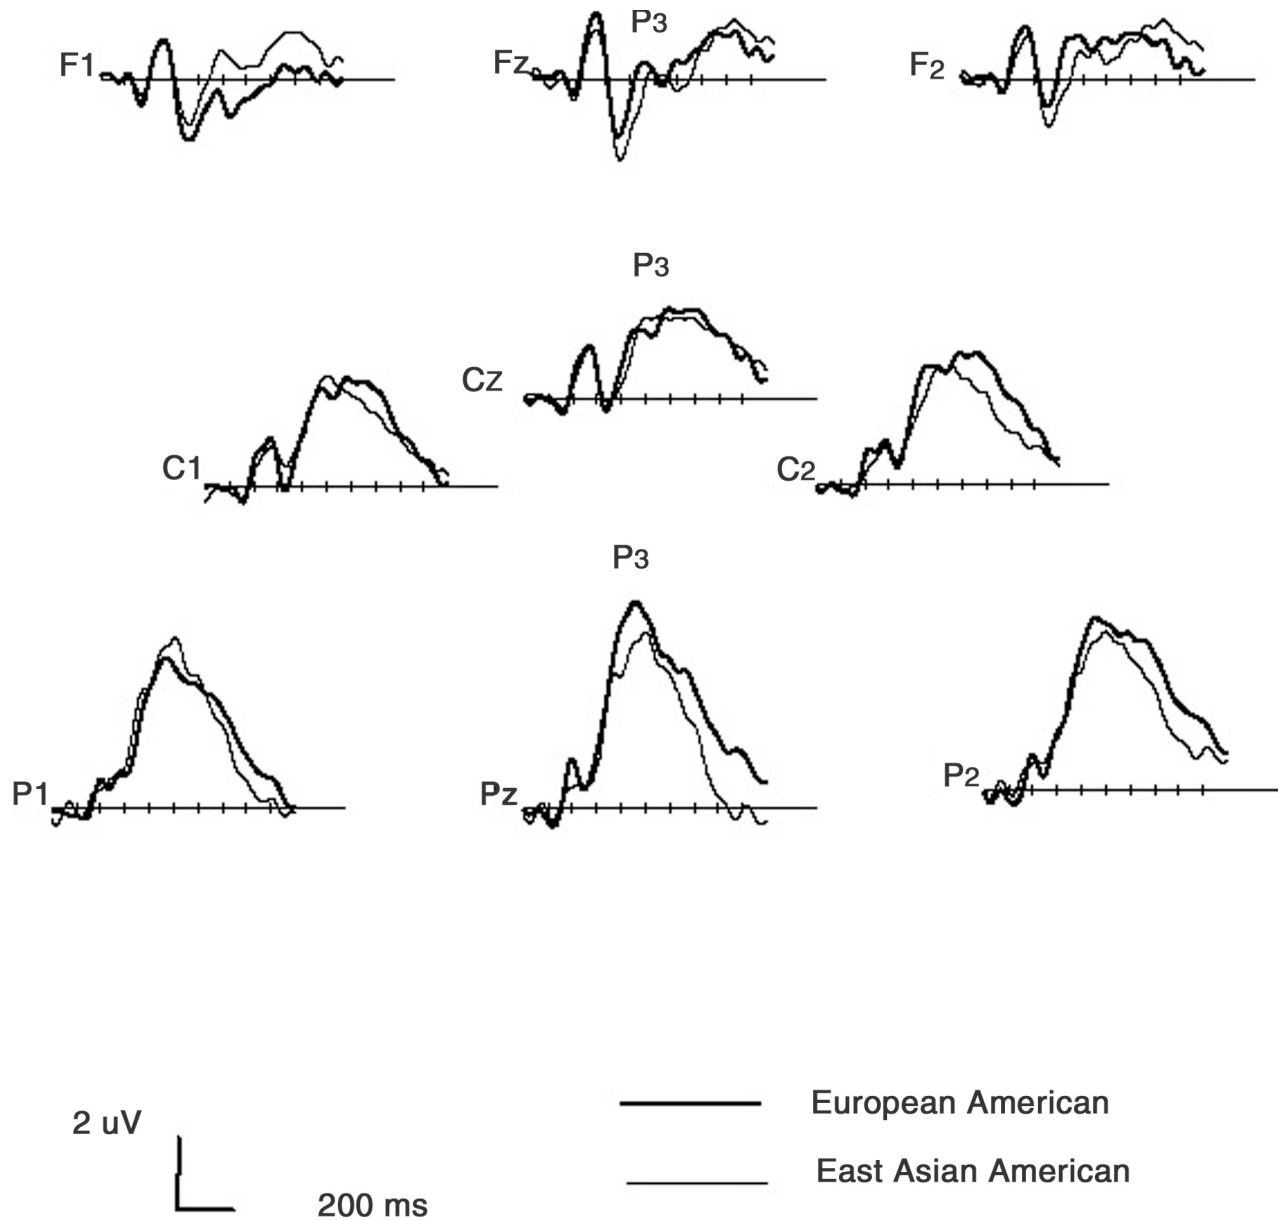 P3
F1
Fz
F2
P3
Cz
C1
C2
P3
P1
Pz
P2
2 uV
200 ms
European American
East Asian American